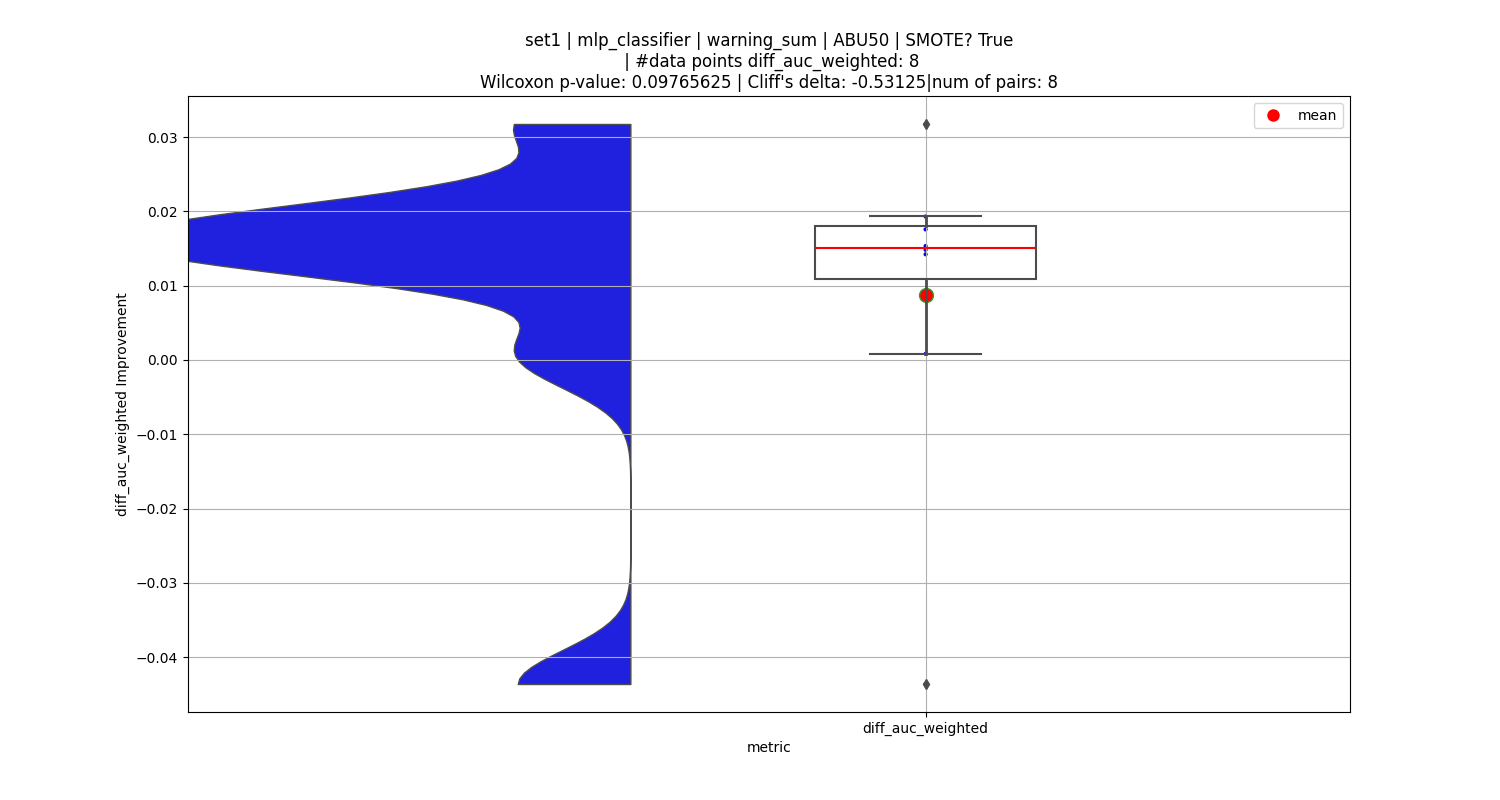 set1 | mlp_classifier | warning_sum | ABU50 | SMOTE? True
| #data points diff_auc_weighted: 8
Wilcoxon p-value: 0.09765625 | Cliff's delta: -0.53125|num of pairs: 8
mean
0.03
0.02
0.01
0.00
−0.01
−0.02
−0.03
−0.04
diff_auc_weighted Improvement
diff_auc_weighted
metric